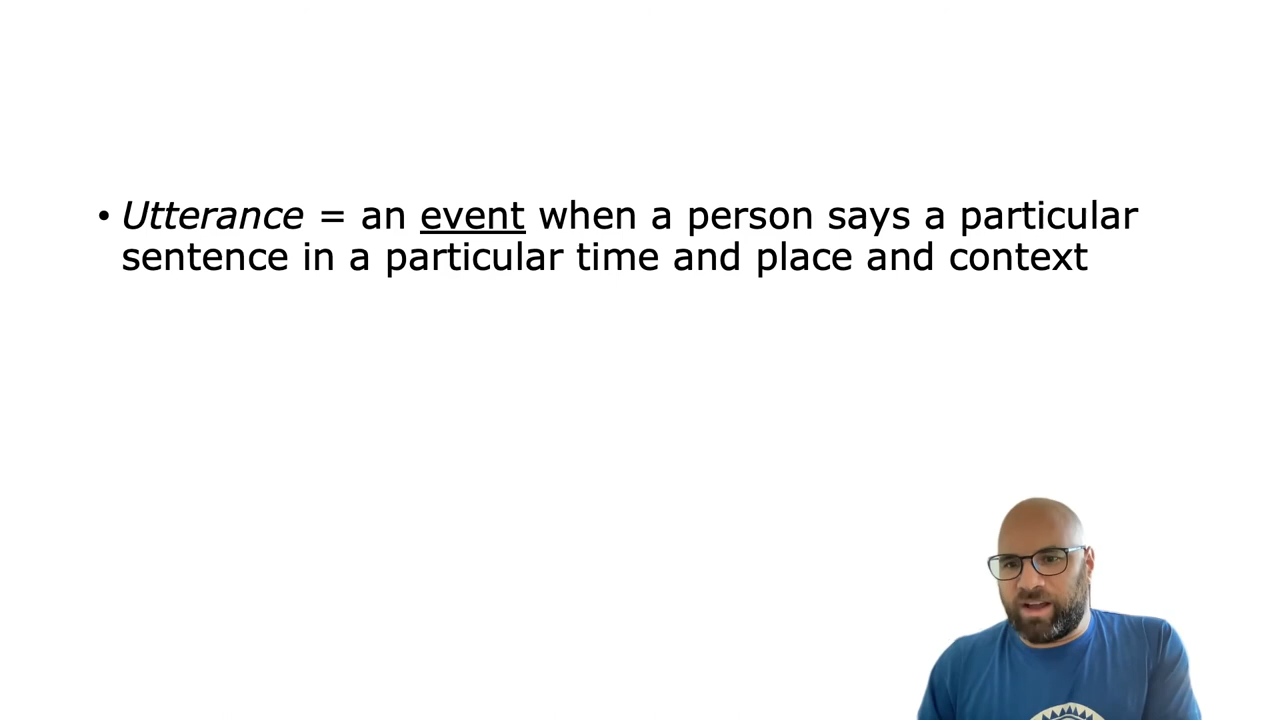 • Utterance = an event when a person says a particular
sentence in a particular time and place and context